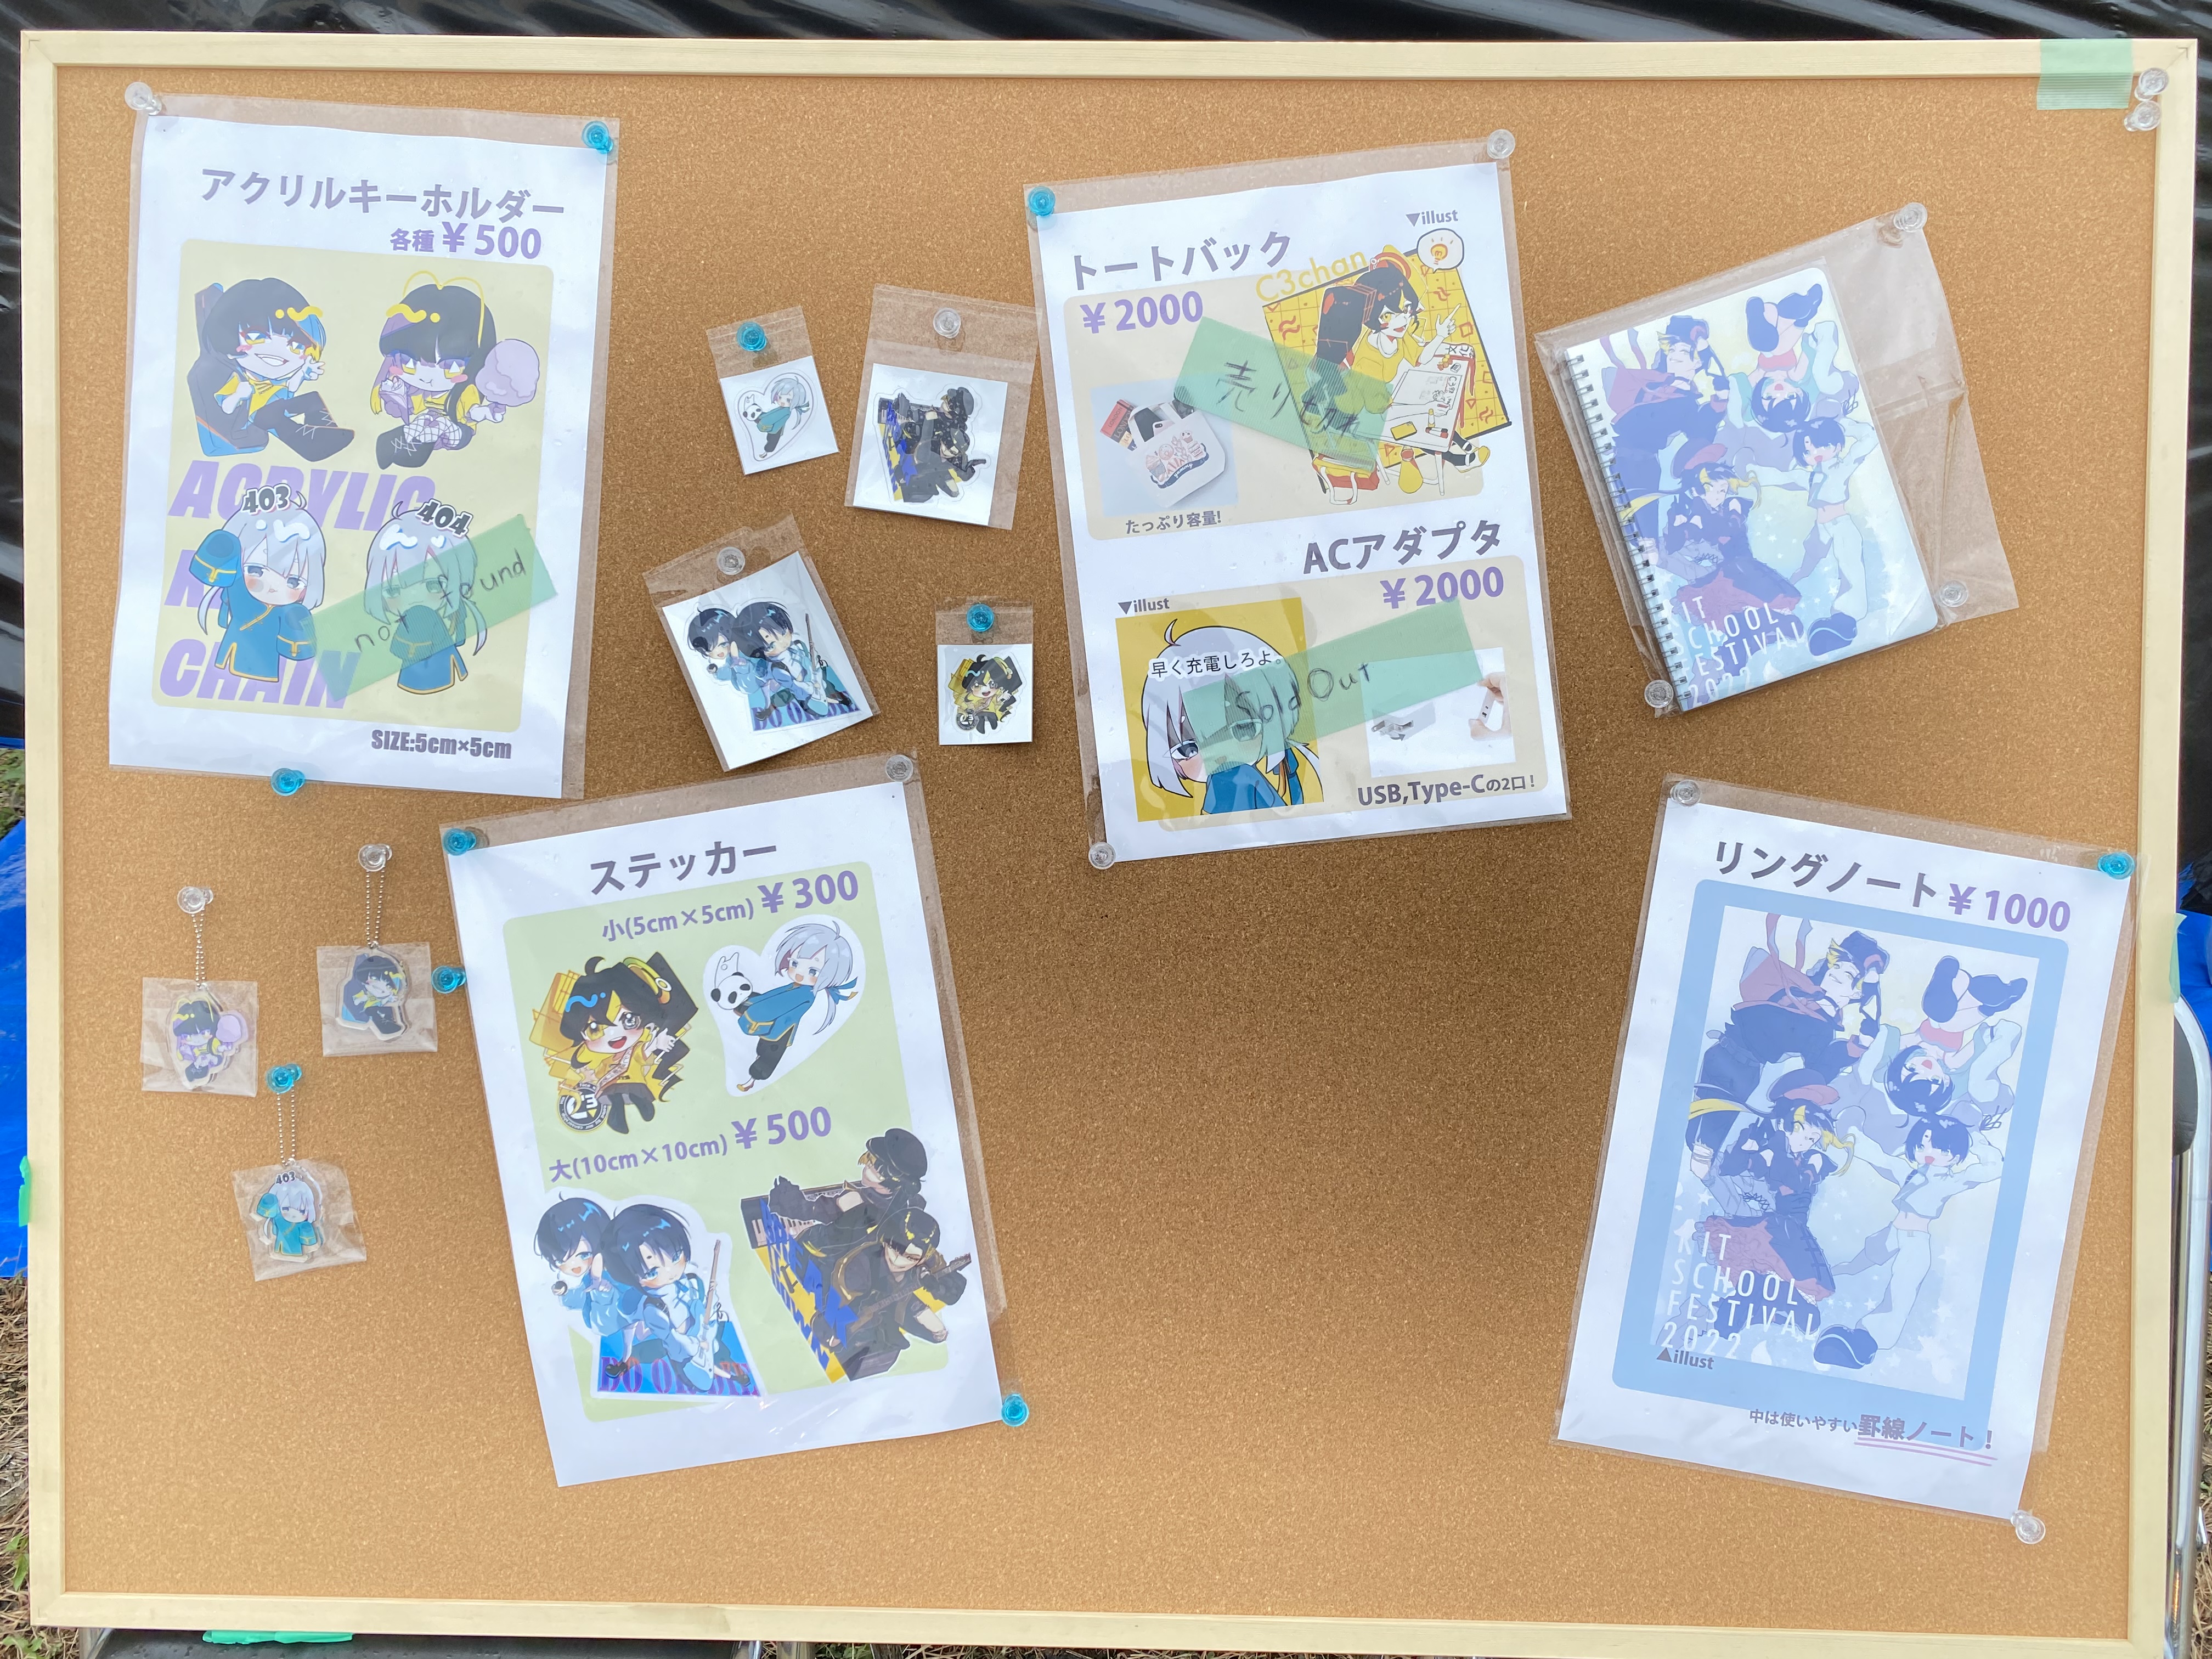 アクリルキーホルダー
各種 ￥500
ACRYLIC
403
404
not found
CHAIN
SIZE:5cm×5cm
403
ステッカー
小(5cm×5cm) ￥300
大(10cm×10cm) ￥500
トートバック
▼illust
￥2000
C3chan
売り切れ
たっぷり容量!
ACアダプタ
￥2000
▼illust
早く充電しろよ。
Sold Out
USB,Type-Cの2口！
KIT
SCHOOL
FESTIVAL
2022
リングノート ￥1000
KIT
SCHOOL
FESTIVAL
2022
▲illust
中は使いやすい罫線ノート！